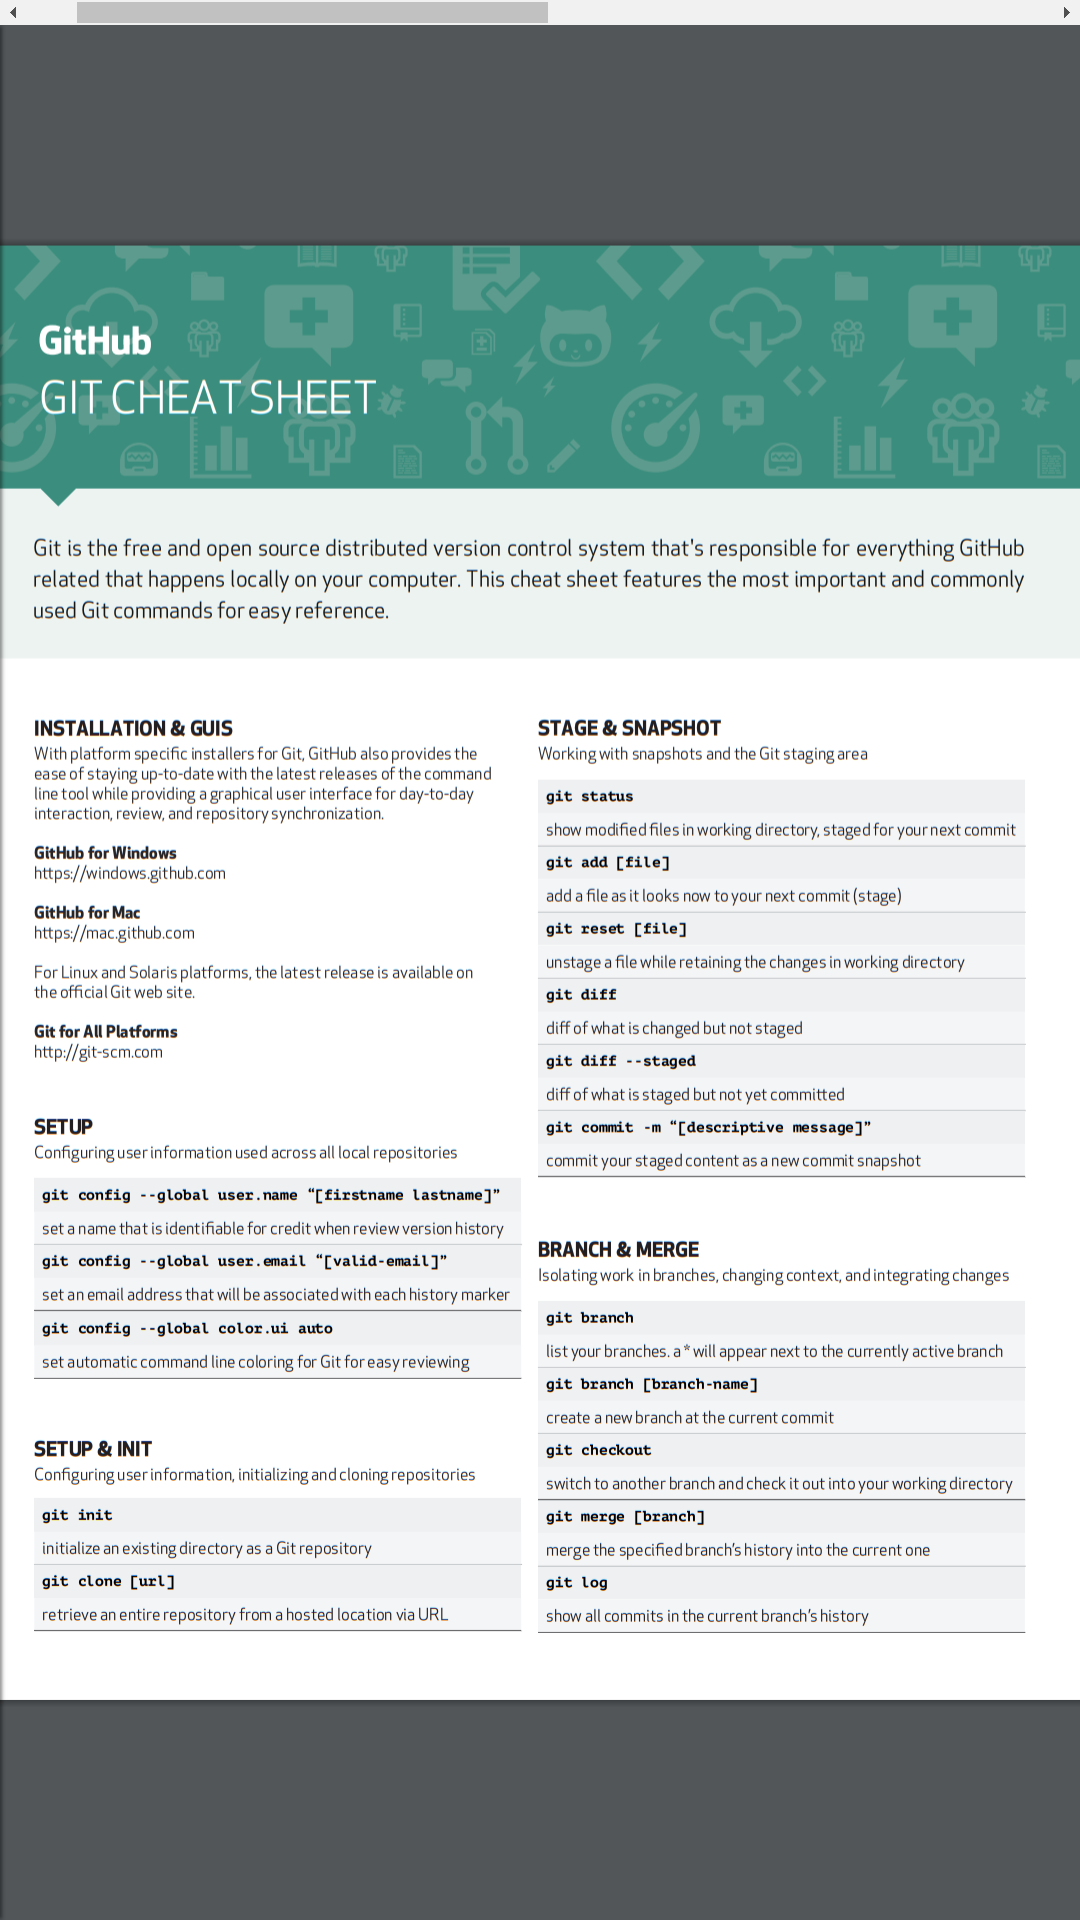 GitHub
GIT CHEAT SHEET
Git is the free and open source distributed version control system that's responsible for everything GitHub
related that happens locally on your computer. This cheat sheet features the most important and commonly
used Git commands for easy reference.
INSTALLATION & GUIS
With platform specific installers for Git, GitHub also provides the
ease of staying up-to-date with the latest releases of the command
line tool while providing a graphical user interface for day-to-day
interaction, review, and repository synchronization.
GitHub for Windows
https://windows.github.com
GitHub for Mac
https://mac.github.com
For Linux and Solaris platforms, the latest release is available on
the official Git web site.
Git for All Platforms
http://git-scm.com
SETUP
Configuring user information used across all local repositories
git config --global user.name “[firstname lastname]”
set a name that is identifiable for credit when review version history
git config --global user.email “[valid-email]”
set an email address that will be associated with each history marker
git config --global color.ui auto
set automatic command line coloring for Git for easy reviewing
SETUP & INIT
Configuring user information, initializing and cloning repositories
git init
initialize an existing directory as a Git repository
git clone [url]
retrieve an entire repository from a hosted location via URL
STAGE & SNAPSHOT
Working with snapshots and the Git staging area
git status
show modified files in working directory, staged for your next commit
git add [file]
add a file as it looks now to your next commit (stage)
git reset [file]
unstage a file while retaining the changes in working directory
git diff
diff of what is changed but not staged
git diff --staged
diff of what is staged but not yet committed
git commit -m “[descriptive message]”
commit your staged content as a new commit snapshot
BRANCH & MERGE
Isolating work in branches, changing context, and integrating changes
git branch
list your branches. a * will appear next to the currently active branch
git branch [branch-name]
create a new branch at the current commit
git checkout
switch to another branch and check it out into your working directory
git merge [branch]
merge the specified branch’s history into the current one
git log
show all commits in the current branch’s history